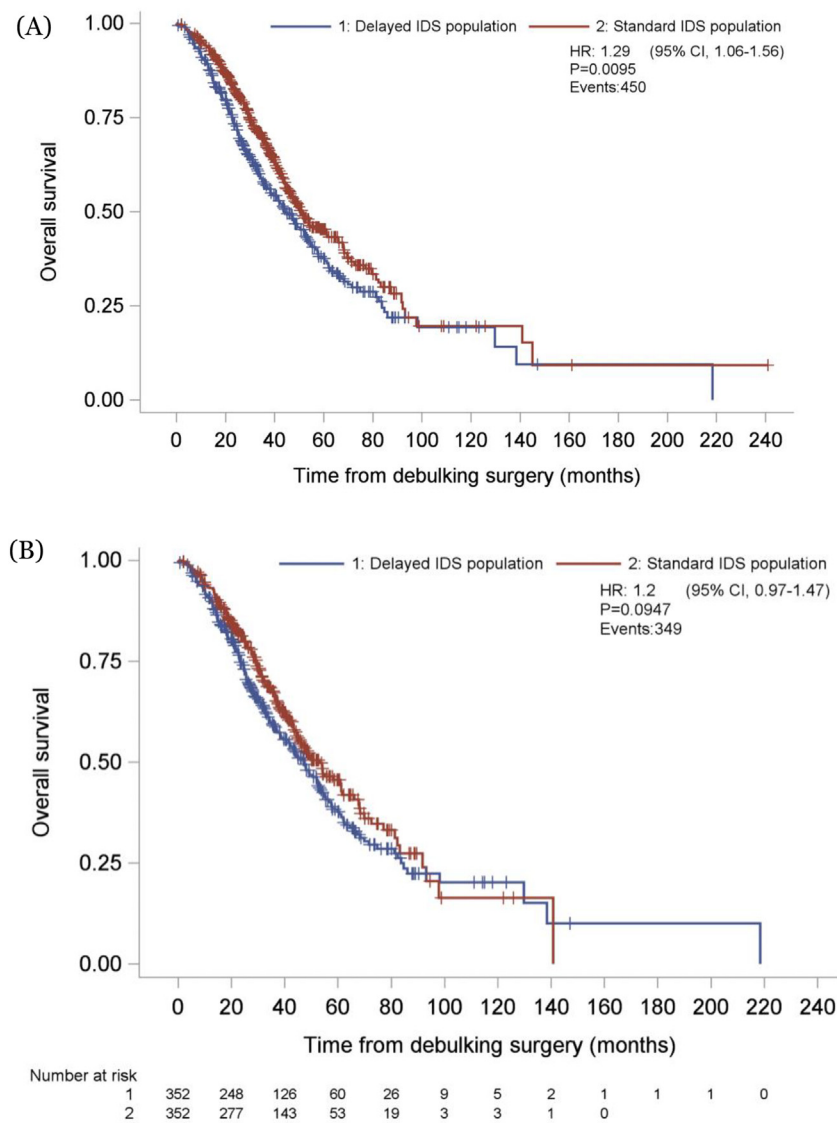 (A)
1: Delayed IDS population 2: Standard IDS population
HR: 1.29 (95% CI, 1.06-1.56)
P=0.0095
Events:450
Overall survival
1.00
0.75
0.50
0.25
0.00
0 20 40 60 80 100 120 140 160 180 200 220 240
Time from debulking surgery (months)
(B)
1: Delayed IDS population 2: Standard IDS population
HR: 1.2 (95% CI, 0.97-1.47)
P=0.0947
Events:349
Overall survival
1.00
0.75
0.50
0.25
0.00
0 20 40 60 80 100 120 140 160 180 200 220 240
Time from debulking surgery (months)
Number at risk
1 352 248 126 60 26 9 5 2 1 1 1 0
2 352 277 143 53 19 3 3 1 0